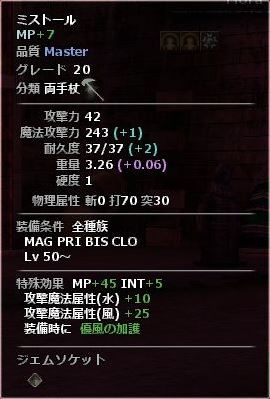 ミストール
MP+7
品質 Master
グレード 20
分類 両手杖
攻撃力 42
魔法攻撃力 243 (+1)
耐久度 37/37 (+2)
重量 3.26 (+0.06)
硬度 1
物理属性 斬0 打70 突30
装備条件 全種族
MAG PRI BIS CLO
Lv 50～
特殊効果 MP+45 INT+5
攻撃魔法属性(水) +10
攻撃魔法属性(風) +25
装備時に 優風の加護
ジェムソケット